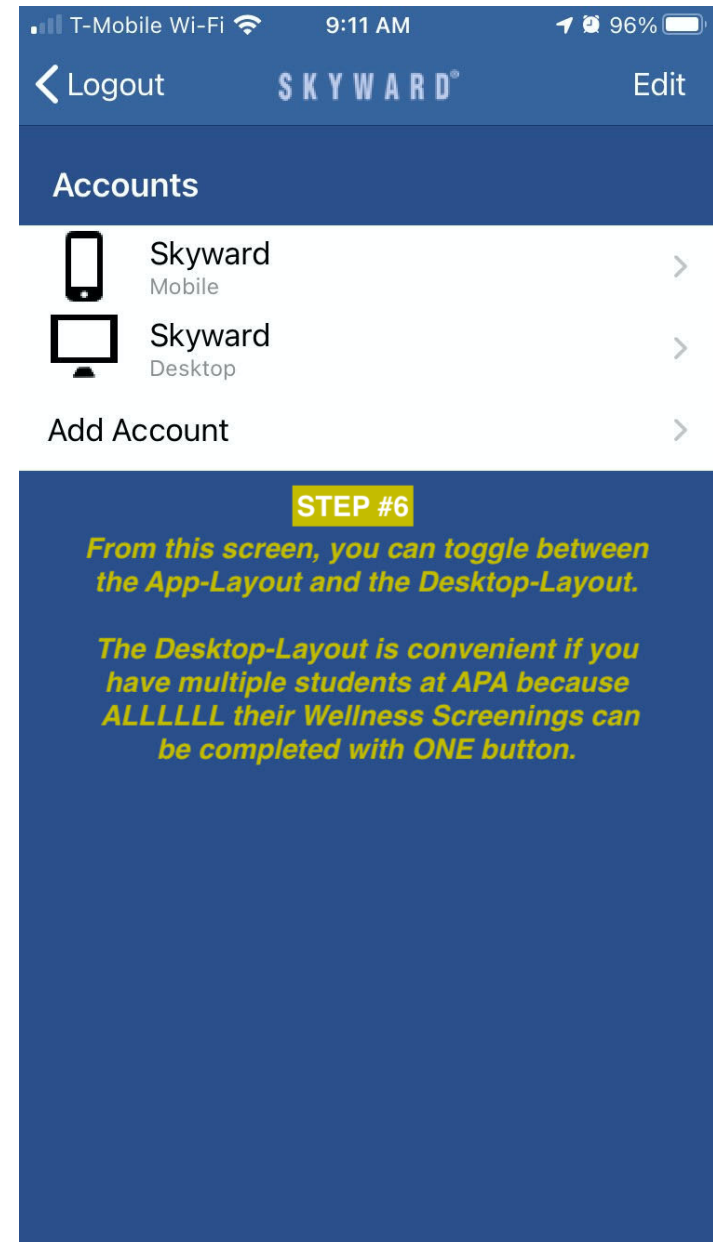 T-Mobile Wi-Fi 9:11 AM 96%
Logout SKYWARD® Edit
Accounts
Skyward
Mobile
Skyward
Desktop
Add Account
STEP #6
From this screen, you can toggle between
the App-Layout and the Desktop-Layout.
The Desktop-Layout is convenient if you
have multiple students at APA because
ALLLLLL their Wellness Screenings can
be completed with ONE button.